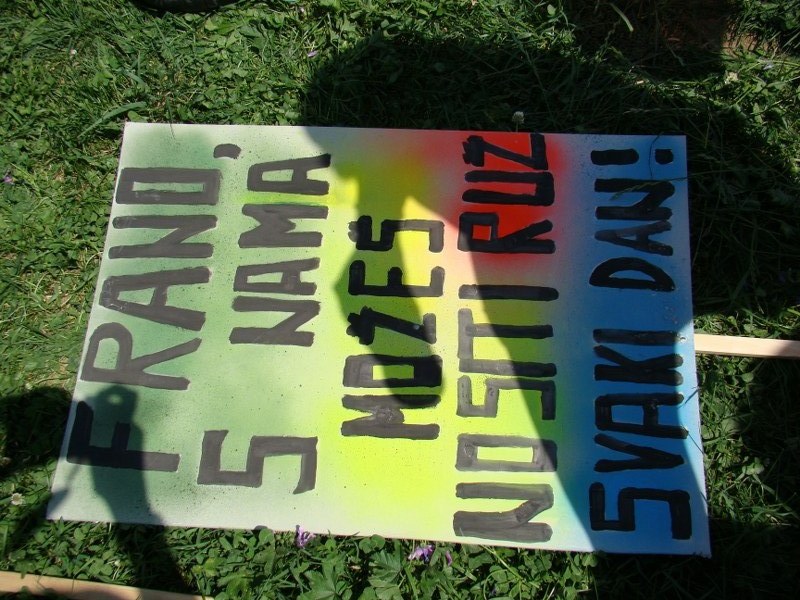 FRANO,
S NAMA
MOŽEŠ
NOSITI RUŽ
SVAKI DAN!